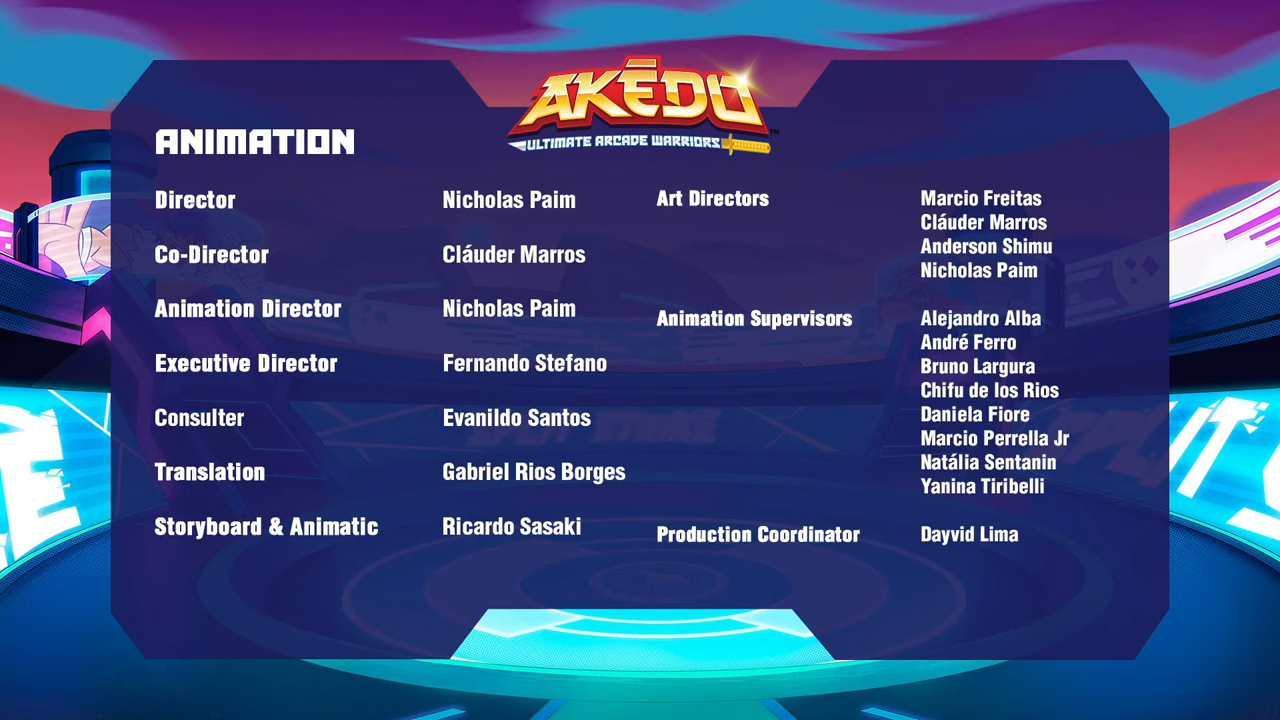 AKĒDO
™
ULTIMATE ARCADE WARRIORS
ANIMATION
Director Nicholas Paim
Co-Director Cláuder Marros
Animation Director Nicholas Paim
Executive Director Fernando Stefano
Consulter Evanildo Santos
Translation Gabriel Rios Borges
Storyboard & Animatic Ricardo Sasaki
Art Directors Marcio Freitas
Cláuder Marros
Anderson Shimu
Nicholas Paim
Animation Supervisors Alejandro Alba
André Ferro
Bruno Largura
Chifu de los Rios
Daniela Fiore
Marcio Perrella Jr
Natália Sentanin
Yanina Tiribelli
Production Coordinator Dayvid Lima